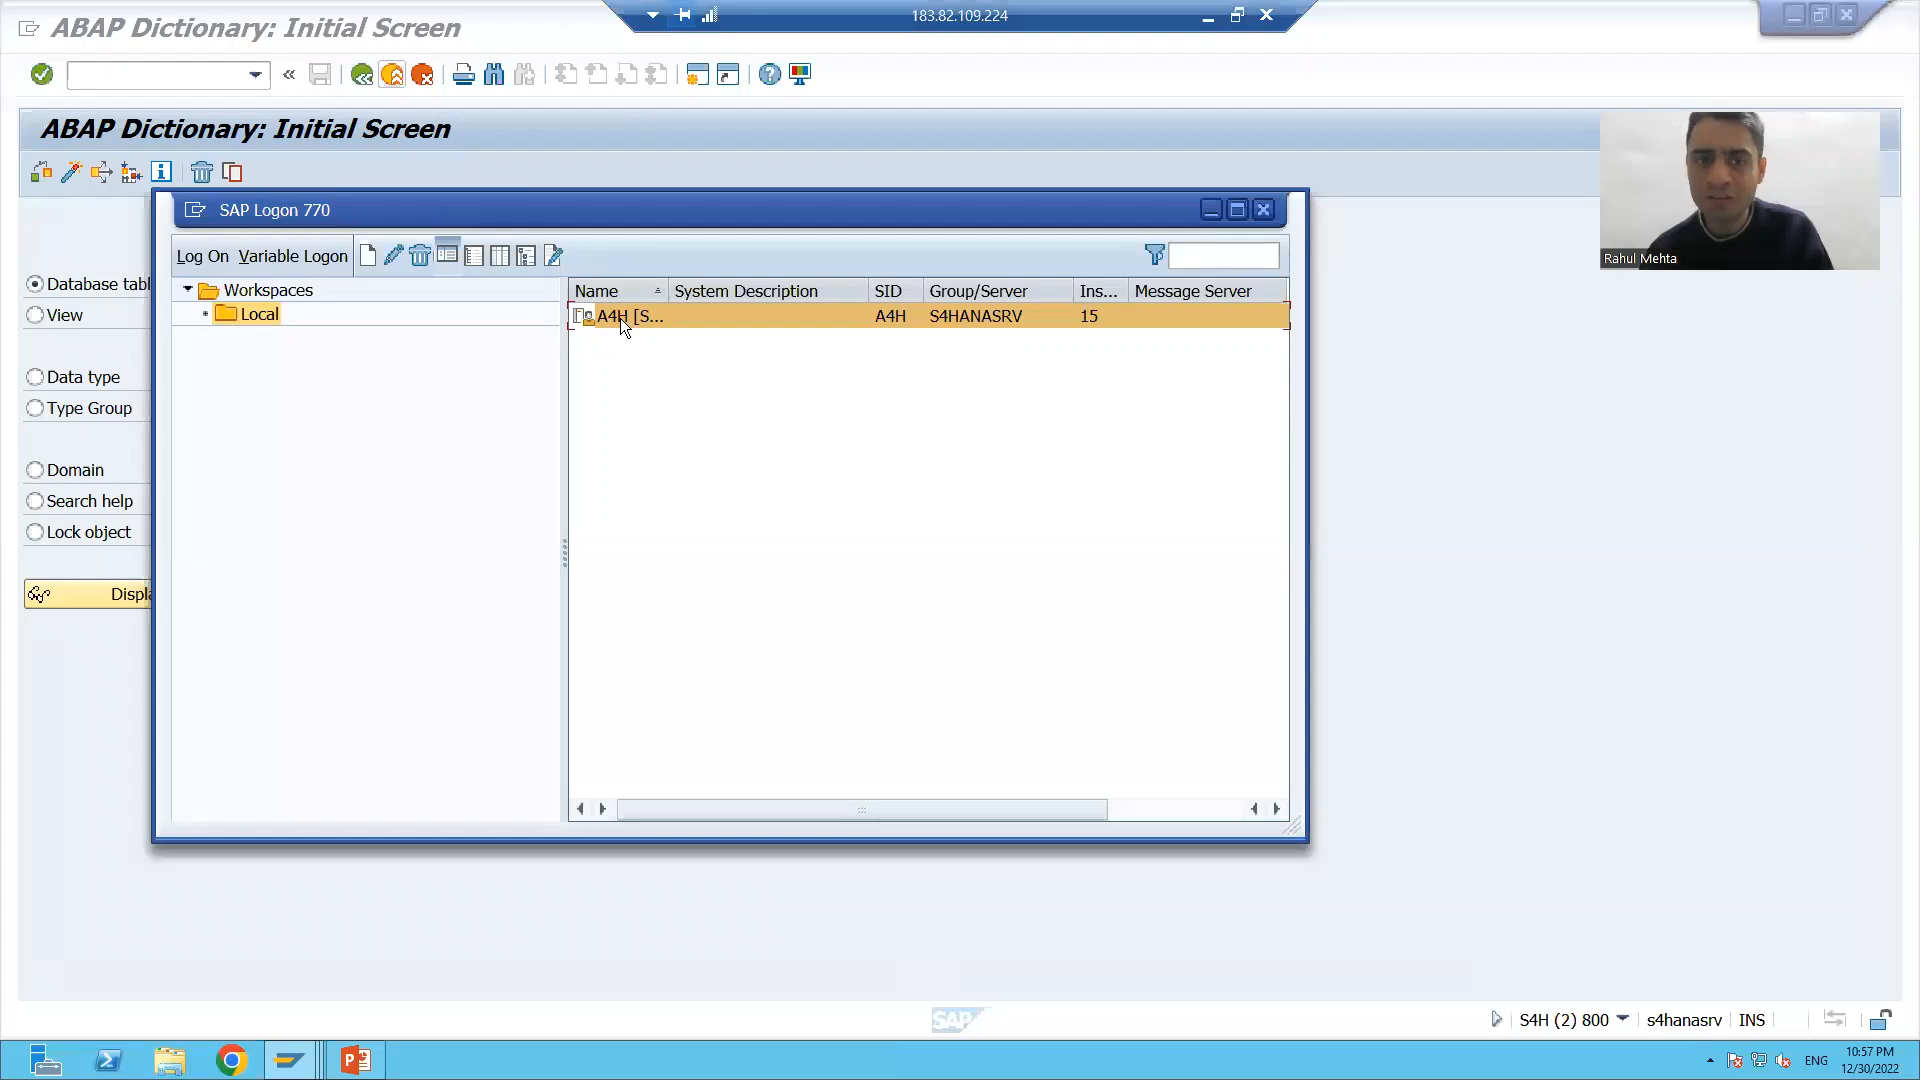 ABAP Dictionary: Initial Screen
183.82.109.224
ABAP Dictionary: Initial Screen
Rahul Mehta
SAP Logon 770
Log On Variable Logon
Workspaces
Local
Name System Description SID Group/Server Ins... Message Server
A4H [S... A4H S4HANASRV 15
Database tabl
View
Data type
Type Group
Domain
Search help
Lock object
Displa
SAP
S4H (2) 800 s4hanasrv INS
ENG
10:57 PM
12/30/2022